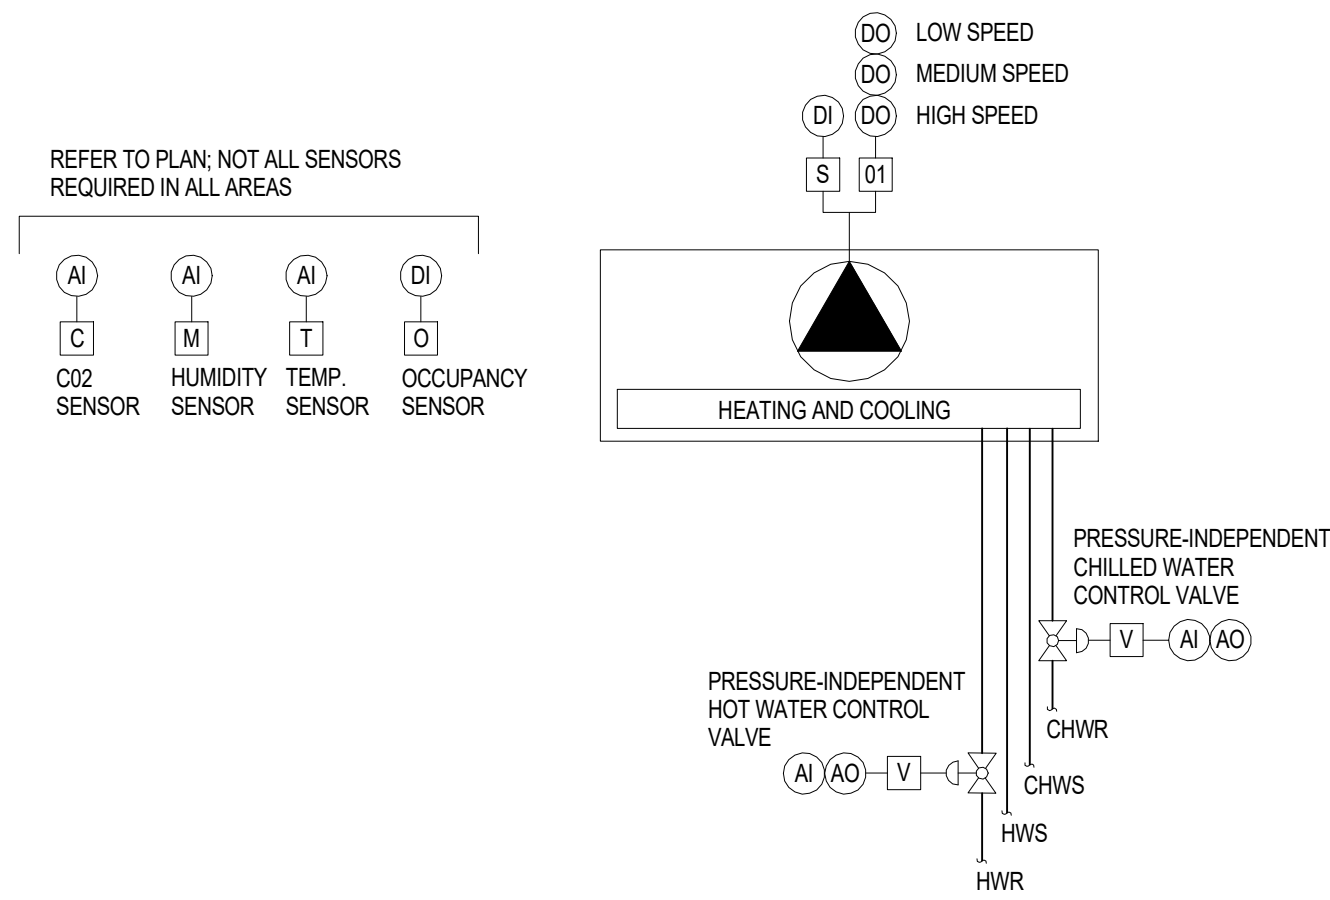 DO LOW SPEED
DO MEDIUM SPEED
DI DO HIGH SPEED
S 01
REFER TO PLAN; NOT ALL SENSORS
REQUIRED IN ALL AREAS
AI AI AI DI
C M T O
C02
SENSOR
HUMIDITY
SENSOR
TEMP.
SENSOR
OCCUPANCY
SENSOR
HEATING AND COOLING
PRESSURE-INDEPENDENT
CHILLED WATER
CONTROL VALVE
V AI AO
CHWR
PRESSURE-INDEPENDENT
HOT WATER CONTROL
VALVE
AI AO V
CHWS
HWS
HWR